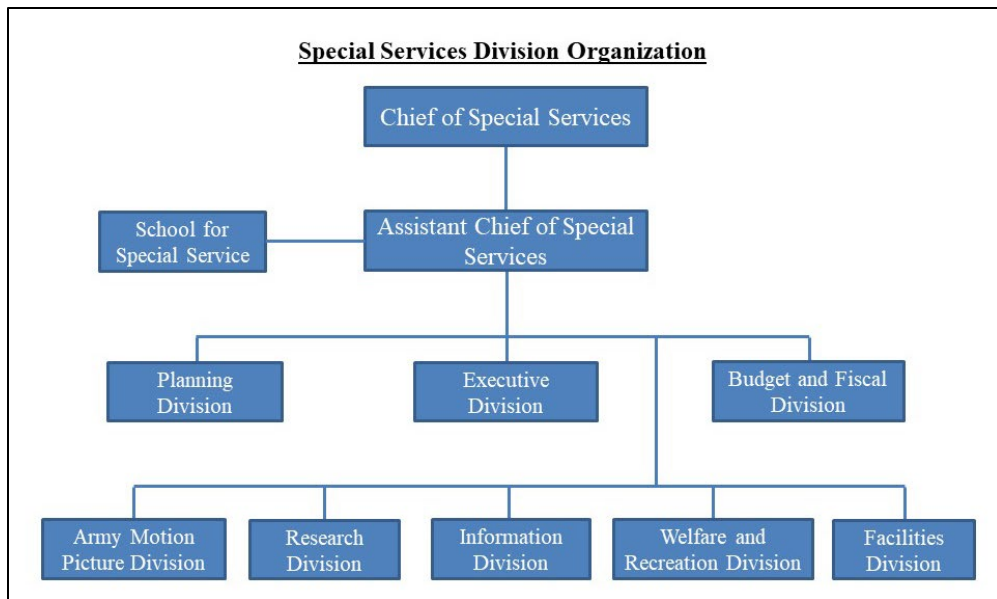 Special Services Division Organization
Chief of Special Services
School for
Special Service
Assistant Chief of Special
Services
Planning
Division
Executive
Division
Budget and Fiscal
Division
Army Motion
Picture Division
Research
Division
Information
Division
Welfare and
Recreation Division
Facilities
Division